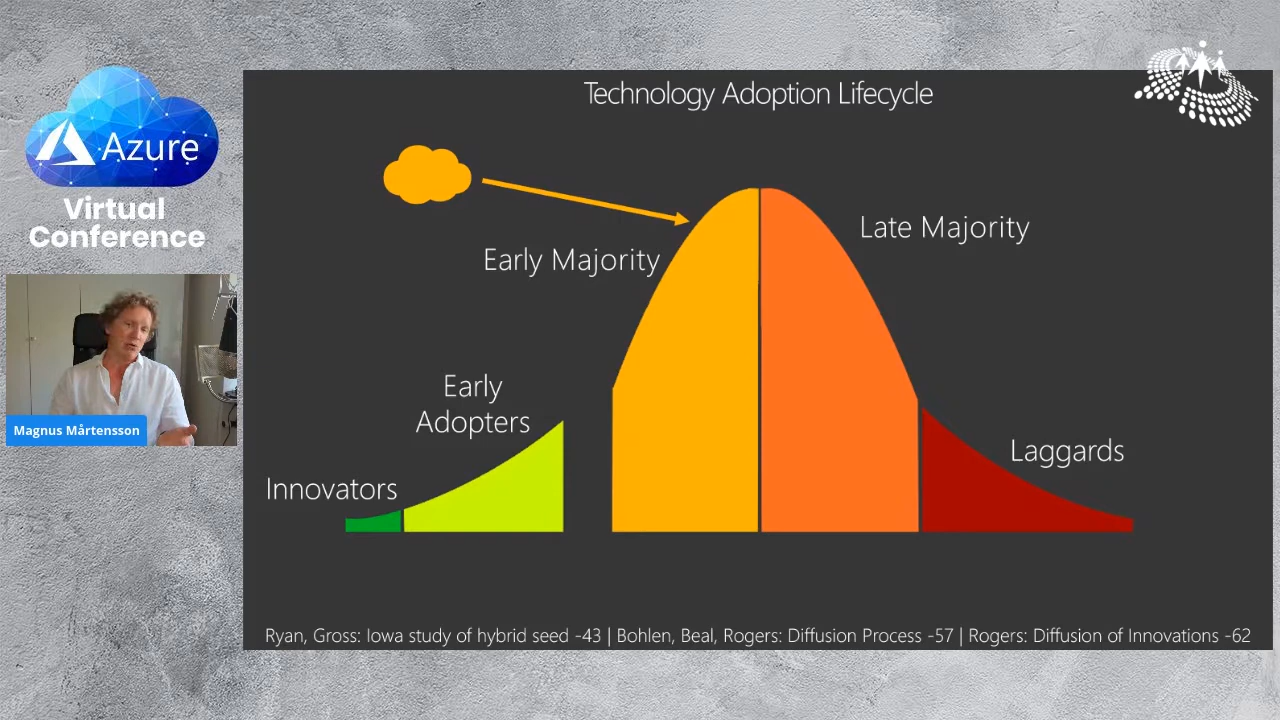 Technology Adoption Lifecycle
Azure
Virtual
Conference
Late Majority
Early Majority
Early
Adopters
Magnus Mårtensson
Laggards
Innovators
Ryan, Gross: Iowa study of hybrid seed -43 | Bohlen, Beal, Rogers: Diffusion Process -57 | Rogers: Diffusion of Innovations -62